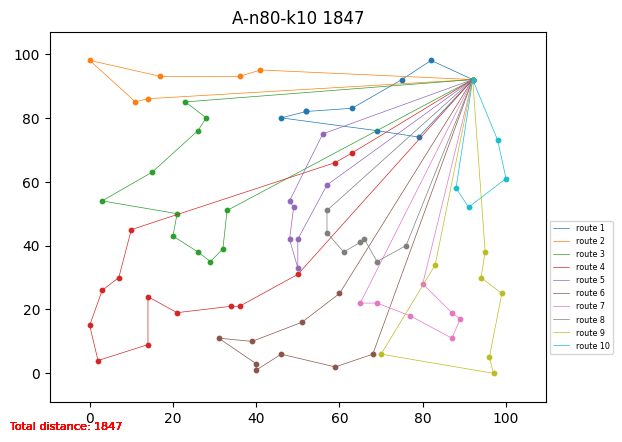 A-n80-k10 1847
100
80
60
40
20
0
0
20
40
60
80
100
route 1
route 2
route 3
route 4
route 5
route 6
route 7
route 8
route 9
route 10
Total distance: 1847